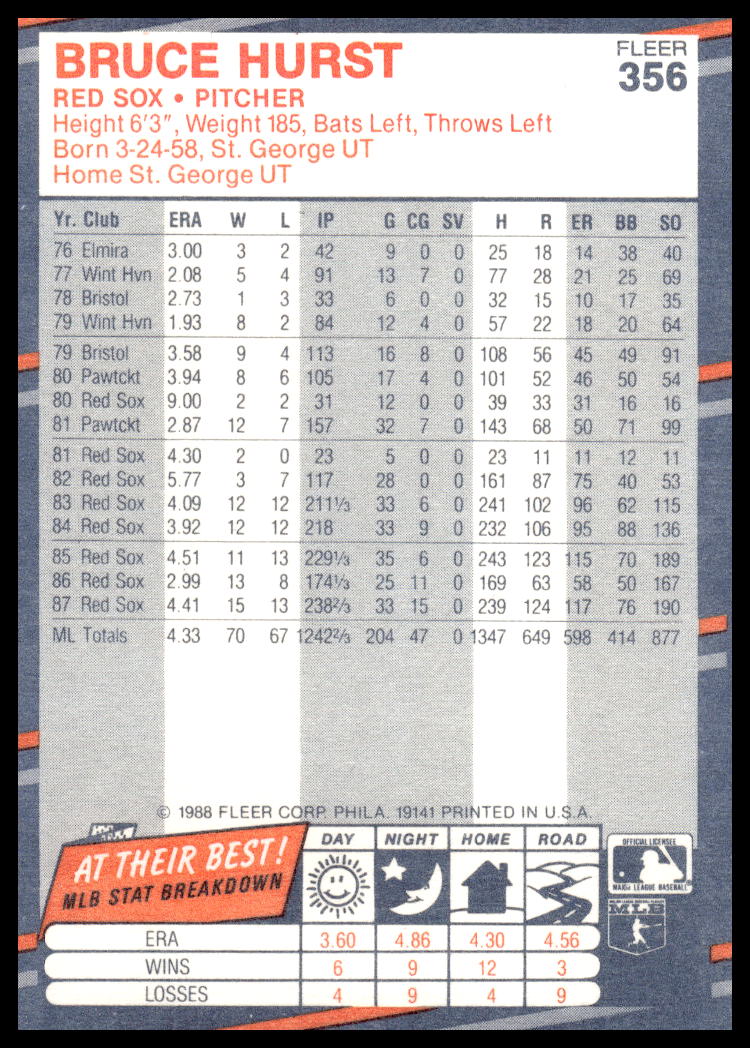 BRUCE HURST
FLEER
356
RED SOX • PITCHER
Height 6'3", Weight 185, Bats Left, Throws Left
Born 3-24-58, St. George UT
Home St. George UT
Yr. Club ERA W L IP G CG SV H R ER BB SO
76 Elmira 3.00 3 2 42 9 0 0 25 18 14 38 40
77 Wint Hvn 2.08 5 4 91 13 7 0 77 28 21 25 69
78 Bristol 2.73 1 3 33 6 0 0 32 15 10 17 35
79 Wint Hvn 1.93 8 2 84 12 4 0 57 22 18 20 64
79 Bristol 3.58 9 4 113 16 8 0 108 56 45 49 91
80 Pawtckt 3.94 8 6 105 17 4 0 101 52 46 50 54
80 Red Sox 9.00 2 2 31 12 0 0 39 33 31 16 16
81 Pawtckt 2.87 12 7 157 32 7 0 143 68 50 71 99
81 Red Sox 4.30 2 0 23 5 0 0 23 11 11 12 11
82 Red Sox 5.77 3 7 117 28 0 0 161 87 75 40 53
83 Red Sox 4.09 12 12 211⅓ 33 6 0 241 102 96 62 115
84 Red Sox 3.92 12 12 218 33 9 0 232 106 95 88 136
85 Red Sox 4.51 11 13 229⅓ 35 6 0 243 123 115 70 189
86 Red Sox 2.99 13 8 174⅓ 25 11 0 169 63 58 50 167
87 Red Sox 4.41 15 13 238⅔ 33 15 0 239 124 117 76 190
ML Totals 4.33 70 67 1242⅔ 204 47 0 1347 649 598 414 877
© 1988 FLEER CORP. PHILA. 19141 PRINTED IN U.S.A.
AT THEIR BEST!
MLB STAT BREAKDOWN
DAY NIGHT HOME ROAD
OFFICIAL LICENSEE
MAJOR LEAGUE BASEBALL
MAJOR LEAGUE BASEBALL PLAYERS
MLB
ERA 3.60 4.86 4.30 4.56
WINS 6 9 12 3
LOSSES 4 9 4 9